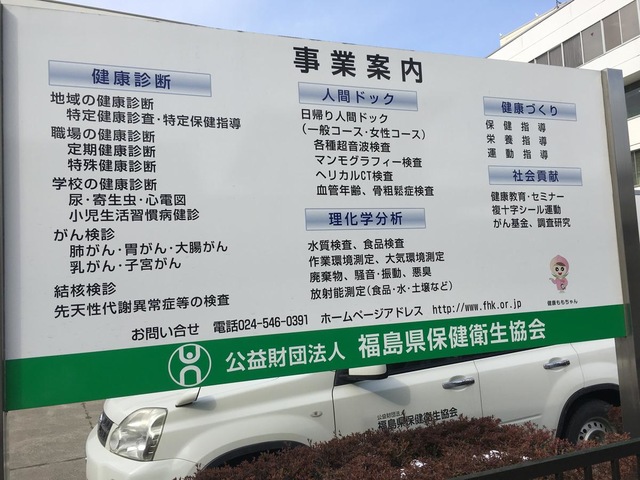 事業案内
健康診断
地域の健康診断
特定健康診査・特定保健指導
職場の健康診断
定期健康診断
特殊健康診断
学校の健康診断
尿・寄生虫・心電図
小児生活習慣病健診
がん検診
肺がん・胃がん・大腸がん
乳がん・子宮がん
結核検診
先天性代謝異常症等の検査
人間ドック
日帰り人間ドック
（一般コース・女性コース）
各種超音波検査
マンモグラフィー検査
ヘリカルCT検査
血管年齢、骨粗鬆症検査
理化学分析
水質検査、食品検査
作業環境測定、大気環境測定
廃棄物、騒音・振動、悪臭
放射能測定（食品・水・土壌など）
健康づくり
保健指導
栄養指導
運動指導
社会貢献
健康教育・セミナー
複十字シール運動
がん基金、調査研究
健康ももちゃん
お問い合せ 電話024-546-0391 ホームページアドレス http://www.fhk.or.jp
公益財団法人 福島県保健衛生協会
公益財団法人
福島県保健衛生協会